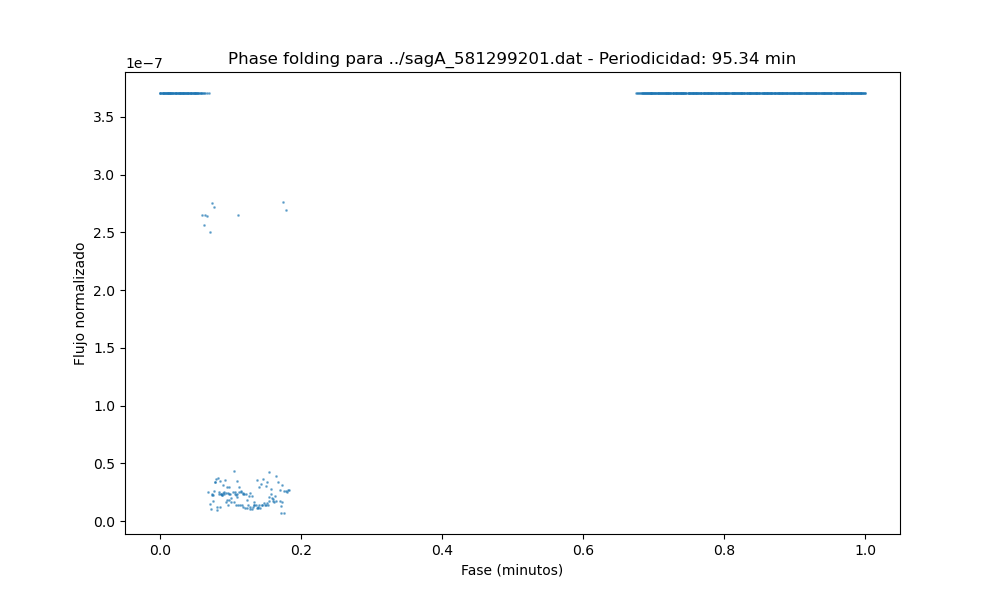 Phase folding para ../sagA_581299201.dat - Periodicidad: 95.34 min
1e−7
3.5
3.0
2.5
2.0
1.5
1.0
0.5
0.0
Flujo normalizado
0.0 0.2 0.4 0.6 0.8 1.0
Fase (minutos)